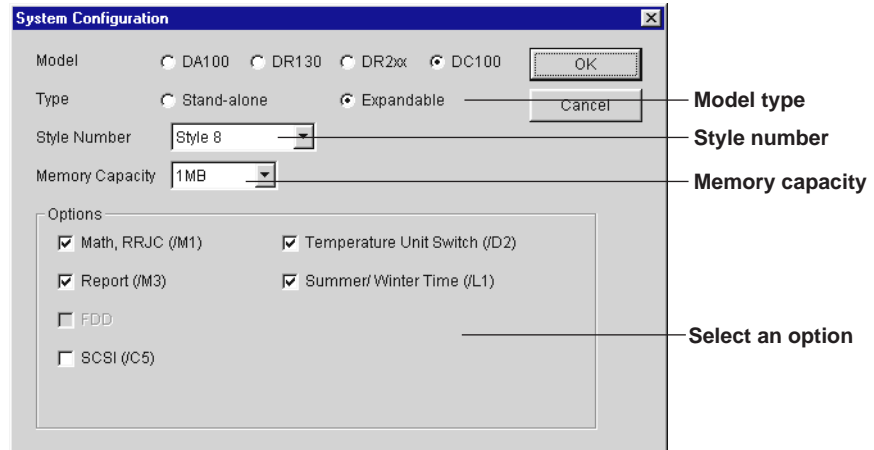 System Configuration
Model DA100 DR130 DR2xx DC100 OK
Type Stand-alone Expandable Cancel Model type
Style Number Style 8 Style number
Memory Capacity 1MB Memory capacity
Options
Math, RRJC (/M1) Temperature Unit Switch (/D2)
Report (/M3) Summer/ Winter Time (/L1)
FDD
Select an option
SCSI (/C5)